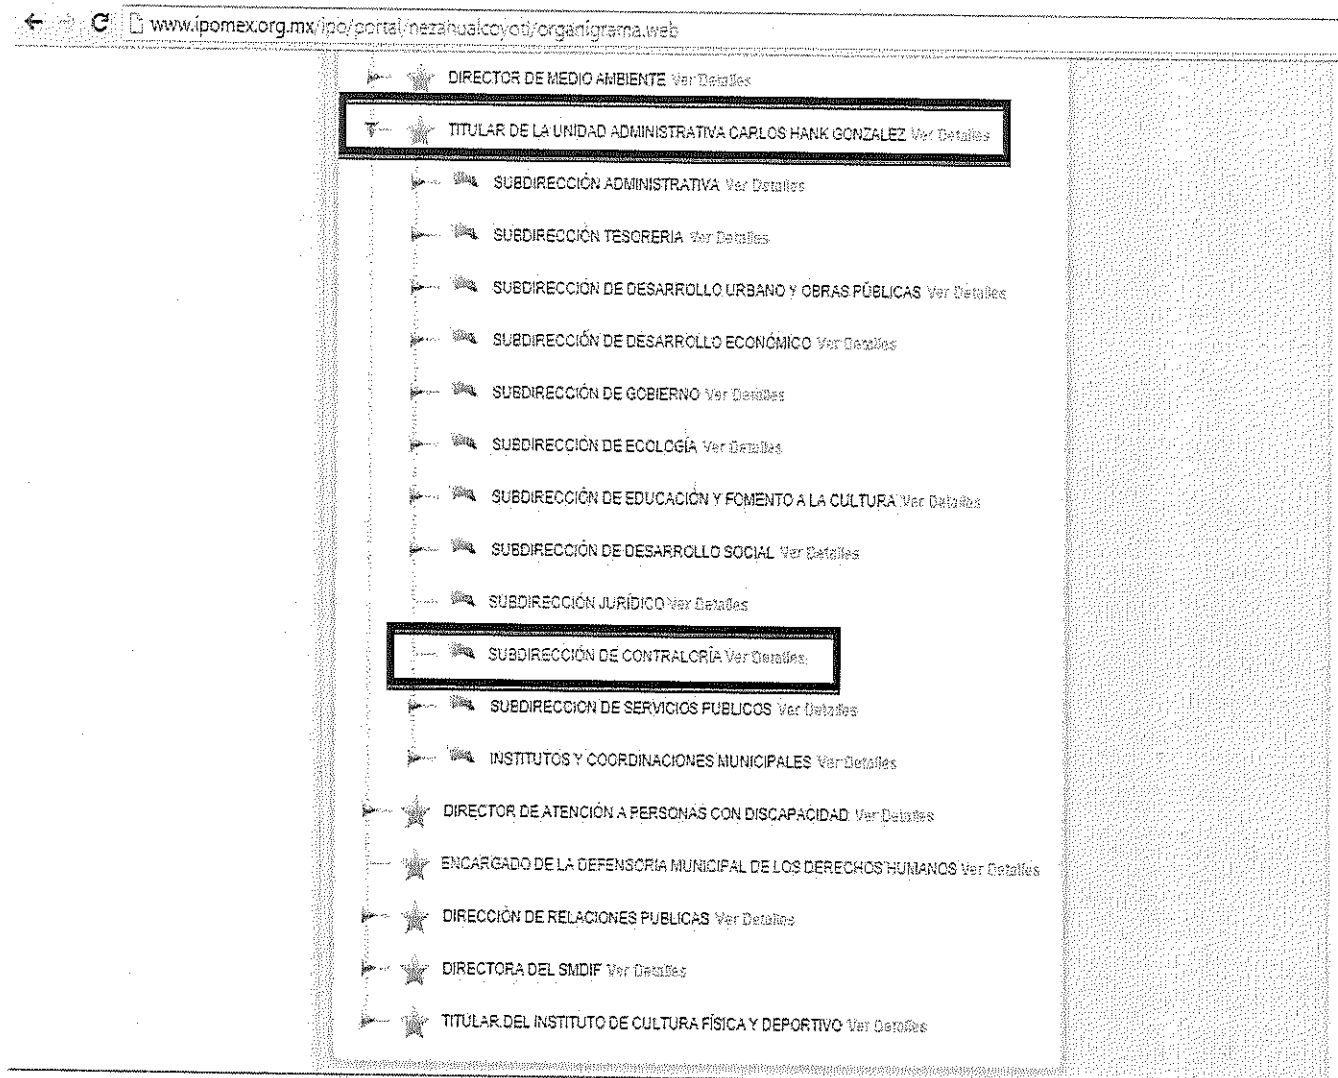 www.ipomex.org.mx/ipo/portal/nezahualcoyotl/organigrama.web
DIRECTOR DE MEDIO AMBIENTE Ver Detalles
TITULAR DE LA UNIDAD ADMINISTRATIVA CARLOS HANK GONZALEZ Ver Detalles
SUBDIRECCIÓN ADMINISTRATIVA Ver Detalles
SUBDIRECCIÓN TESORERIA Ver Detalles
SUBDIRECCIÓN DE DESARROLLO URBANO Y OBRAS PÚBLICAS Ver Detalles
SUBDIRECCIÓN DE DESARROLLO ECONÓMICO Ver Detalles
SUBDIRECCIÓN DE GOBIERNO Ver Detalles
SUBDIRECCIÓN DE ECOLOGÍA Ver Detalles
SUBDIRECCIÓN DE EDUCACIÓN Y FOMENTO A LA CULTURA Ver Detalles
SUBDIRECCIÓN DE DESARROLLO SOCIAL Ver Detalles
SUBDIRECCIÓN JURÍDICO Ver Detalles
SUBDIRECCIÓN DE CONTRALORÍA Ver Detalles
SUBDIRECCION DE SERVICIOS PUBLICOS Ver Detalles
INSTITUTOS Y COORDINACIONES MUNICIPALES Ver Detalles
DIRECTOR DE ATENCIÓN A PERSONAS CON DISCAPACIDAD Ver Detalles
ENCARGADO DE LA DEFENSORIA MUNICIPAL DE LOS DERECHOS HUMANOS Ver Detalles
DIRECCIÓN DE RELACIONES PUBLICAS Ver Detalles
DIRECTORA DEL SMDIF Ver Detalles
TITULAR DEL INSTITUTO DE CULTURA FÍSICA Y DEPORTIVO Ver Detalles